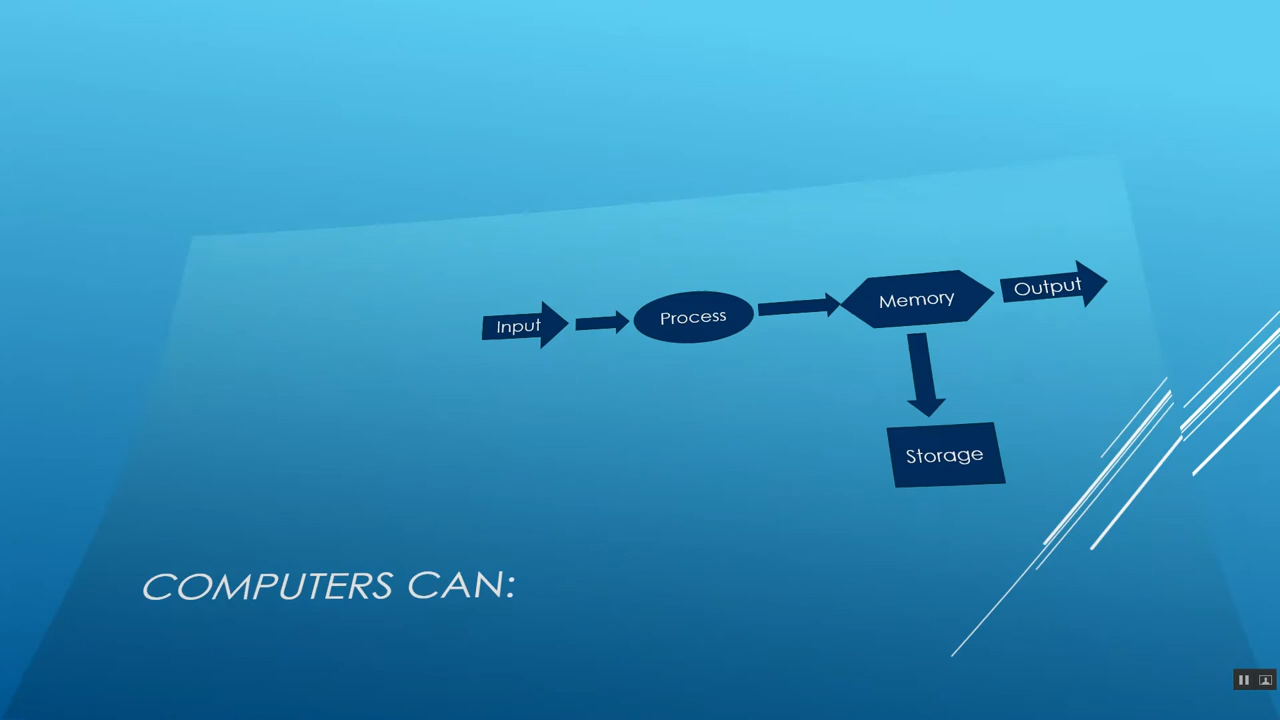 Input
Process
Memory
Output
Storage
COMPUTERS CAN: